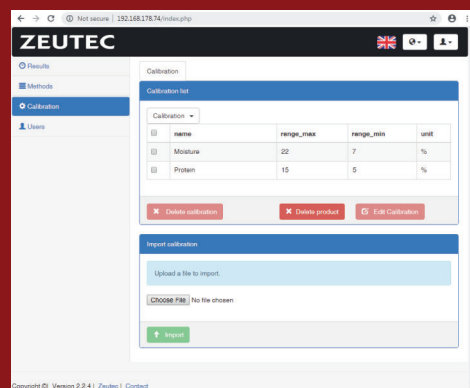 Not secure | 192.168.178.74/index.php
ZEUTEC
Results
Methods
Calibration
Users
Calibration
Calibration list
Calibration
name range_max range_min unit
Moisture 22 7 %
Protein 15 5 %
Delete calibration Delete product Edit Calibration
Import calibration
Upload a file to import.
Choose File No file chosen
Import
Copyright © Version 2.2.4 | Zeutec | Contact